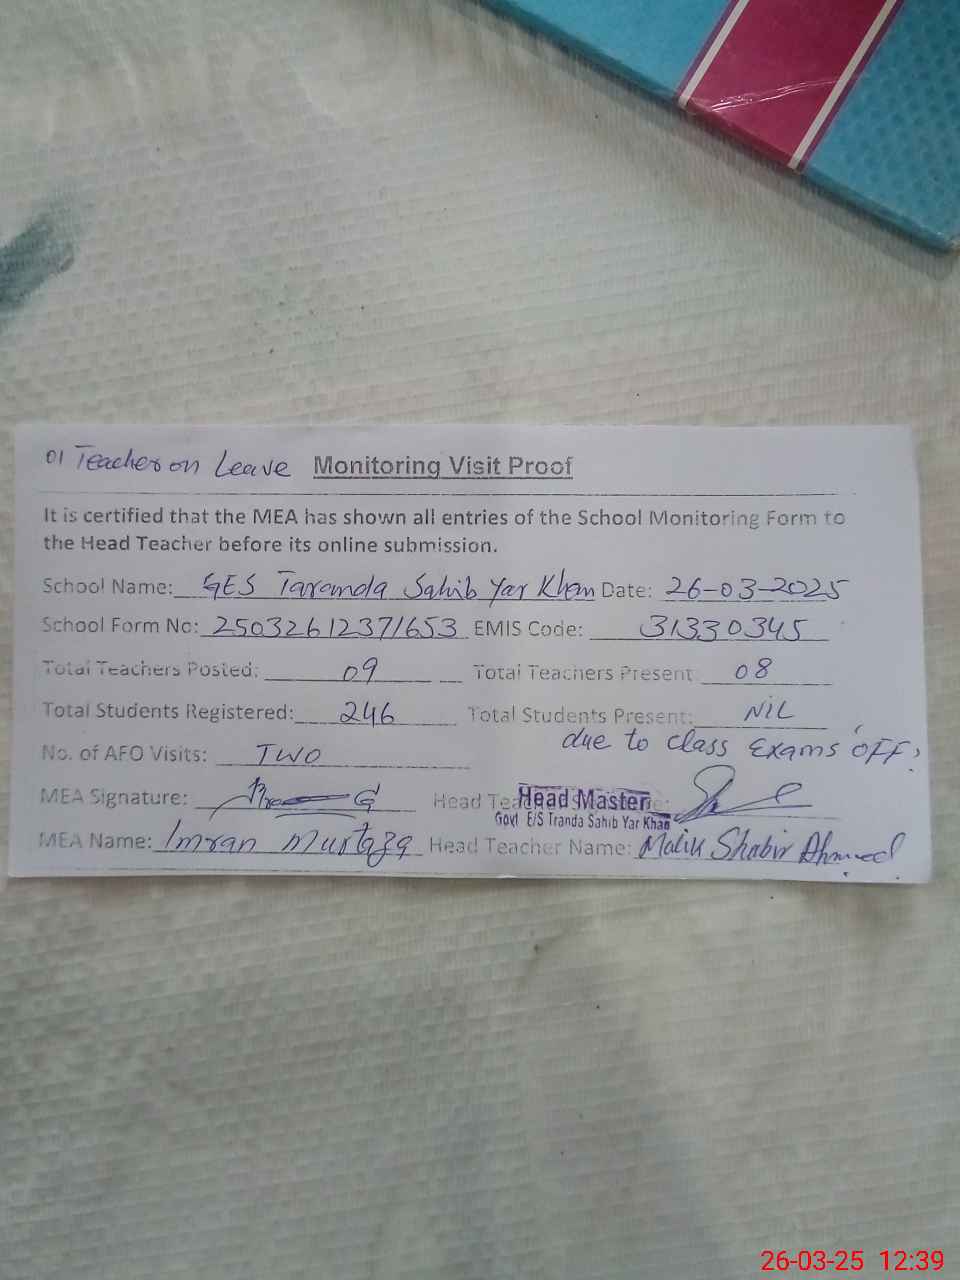 01 Teacher on Leave Monitoring Visit Proof
It is certified that the MEA has shown all entries of the School Monitoring Form to
the Head Teacher before its online submission.
School Name: GES Taranda Sahib Yar Khan Date: 26-03-2025
School Form No: 25032612371653 EMIS Code: 31330345
Total Teachers Posted: 09 Total Teachers Present 08
Total Students Registered: 246 Total Students Present: NIL
due to class Exams OFF.
No. of AFO Visits: TWO
MEA Signature: Head Teacher
Head Master
Govt E/S Tranda Sahib Yar Khan
MEA Name: Imran Murtaza Head Teacher Name: Malik Shabir Ahmed
26-03-25 12:39